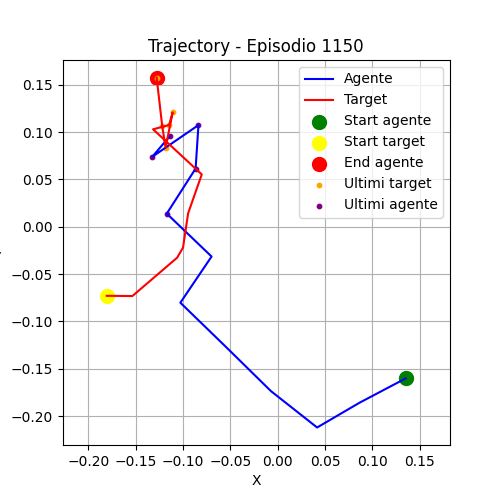 Trajectory - Episodio 1150
Agente
Target
Start agente
Start target
End agente
Ultimi target
Ultimi agente
0.15
0.10
0.05
0.00
−0.05
−0.10
−0.15
−0.20
−0.20
−0.15
−0.10
−0.05
0.00
0.05
0.10
0.15
X